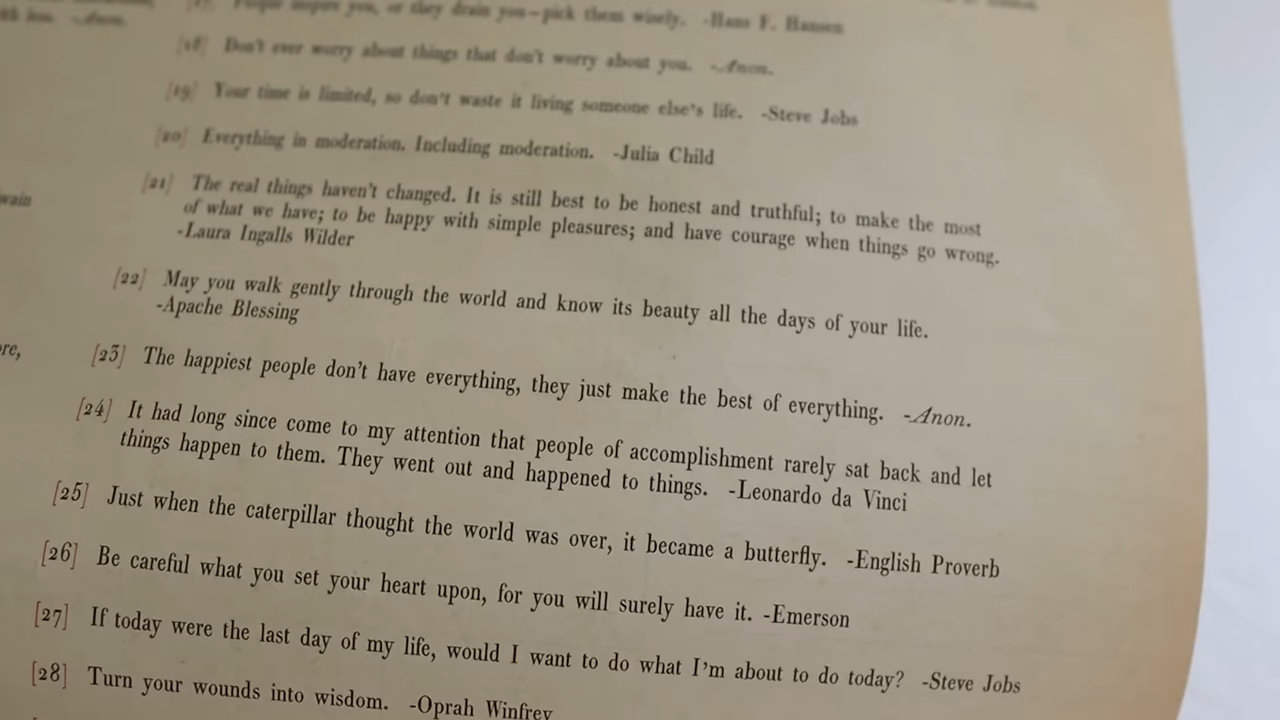 -Anon.
[17] People inspire you, or they drain you–pick them wisely. -Hans F. Hansen
[18] Don't ever worry about things that don't worry about you. -Anon.
[19] Your time is limited, so don't waste it living someone else's life. -Steve Jobs
[20] Everything in moderation. Including moderation. -Julia Child
[21] The real things haven't changed. It is still best to be honest and truthful; to make the most
of what we have; to be happy with simple pleasures; and have courage when things go wrong.
-Laura Ingalls Wilder
wain
[22] May you walk gently through the world and know its beauty all the days of your life.
-Apache Blessing
ore,
[23] The happiest people don't have everything, they just make the best of everything. -Anon.
[24] It had long since come to my attention that people of accomplishment rarely sat back and let
things happen to them. They went out and happened to things. -Leonardo da Vinci
[25] Just when the caterpillar thought the world was over, it became a butterfly. -English Proverb
[26] Be careful what you set your heart upon, for you will surely have it. -Emerson
[27] If today were the last day of my life, would I want to do what I'm about to do today? -Steve Jobs
[28] Turn your wounds into wisdom. -Oprah Winfrey